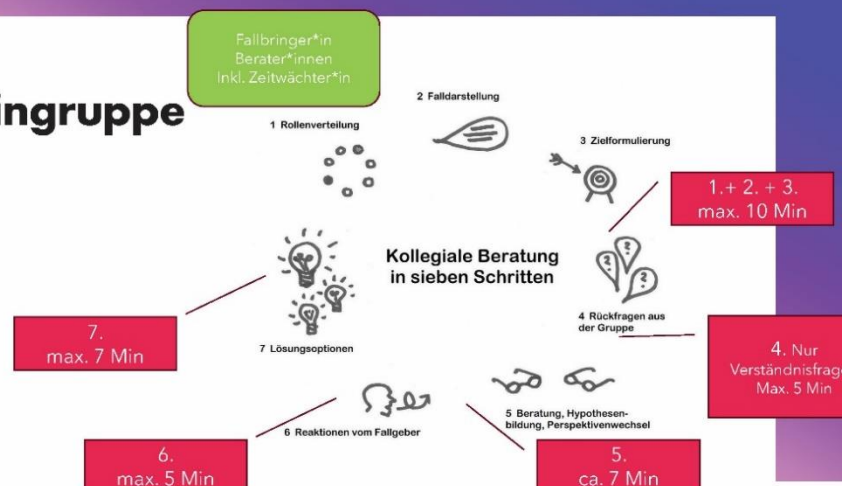 Fallbringer*in
Berater*innen
Inkl. Zeitwächter*in
ingruppe
2 Falldarstellung
1 Rollenverteilung
3 Zielformulierung
1.+ 2. + 3.
max. 10 Min
Kollegiale Beratung
in sieben Schritten
4 Rückfragen aus
der Gruppe
7.
max. 7 Min
7 Lösungsoptionen
4. Nur
Verständnisfrage
Max. 5 Min
5 Beratung, Hypothesen-
bildung, Perspektivenwechsel
6 Reaktionen vom Fallgeber
6.
max. 5 Min
5.
ca. 7 Min